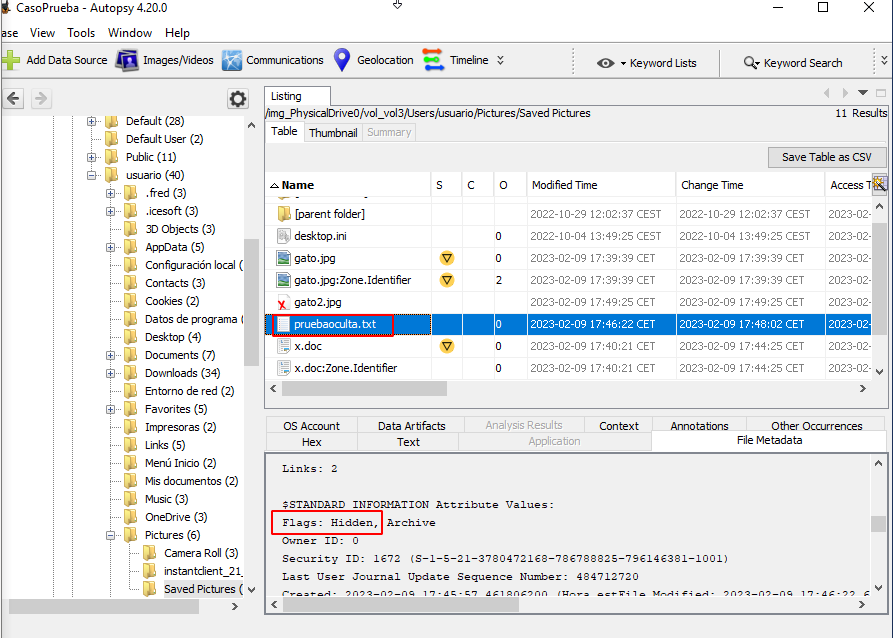 CasoPrueba - Autopsy 4.20.0
ase View Tools Window Help
Add Data Source Images/Videos Communications Geolocation Timeline Keyword Lists Keyword Search
Listing
/img_PhysicalDrive0/vol_vol3/Users/usuario/Pictures/Saved Pictures 11 Results
Table Thumbnail Summary
Save Table as CSV
Name S C O Modified Time Change Time Access T
[parent folder] 2022-10-29 12:02:37 CEST 2022-10-29 12:02:37 CEST 2023-02-
desktop.ini 0 2022-10-04 13:49:25 CEST 2022-10-04 13:49:25 CEST 2023-02-
gato.jpg 0 2023-02-09 17:39:30 CET 2023-02-09 17:39:30 CET 2023-02-
gato.jpg:Zone.Identifier 2 2023-02-09 17:39:30 CET 2023-02-09 17:39:30 CET 2023-02-
gato2.jpg 2023-02-09 17:49:25 CET 2023-02-09 17:49:25 CET 2023-02-
pruebaoculta.txt 0 2023-02-09 17:46:22 CET 2023-02-09 17:48:02 CET 2023-02-
x.doc 0 2023-02-09 17:40:21 CET 2023-02-09 17:44:25 CET 2023-02-
x.doc:Zone.Identifier 0 2023-02-09 17:40:21 CET 2023-02-09 17:44:25 CET 2023-02-
Default (28)
Default User (2)
Public (11)
usuario (40)
.fred (3)
.icesoft (3)
3D Objects (3)
AppData (5)
Configuración local (
Contacts (3)
Cookies (2)
Datos de programa (
Desktop (4)
Documents (7)
Downloads (34)
Entorno de red (2)
Favorites (5)
Impresoras (2)
Links (5)
Menú Inicio (2)
Mis documentos (2)
Music (3)
OneDrive (3)
Pictures (6)
Camera Roll (3)
instantclient_21_
Saved Pictures (
OS Account Data Artifacts Analysis Results Context Annotations Other Occurrences
Hex Text Application File Metadata
Links: 2
$STANDARD_INFORMATION Attribute Values:
Flags: Hidden, Archive
Owner ID: 0
Security ID: 1672 (S-1-5-21-3780472168-786788825-796146381-1001)
Last User Journal Update Sequence Number: 484712720
Created: 2023-02-09 17:45:57.461806200 (Hora estFile Modified: 2023-02-09 17:46:22.6